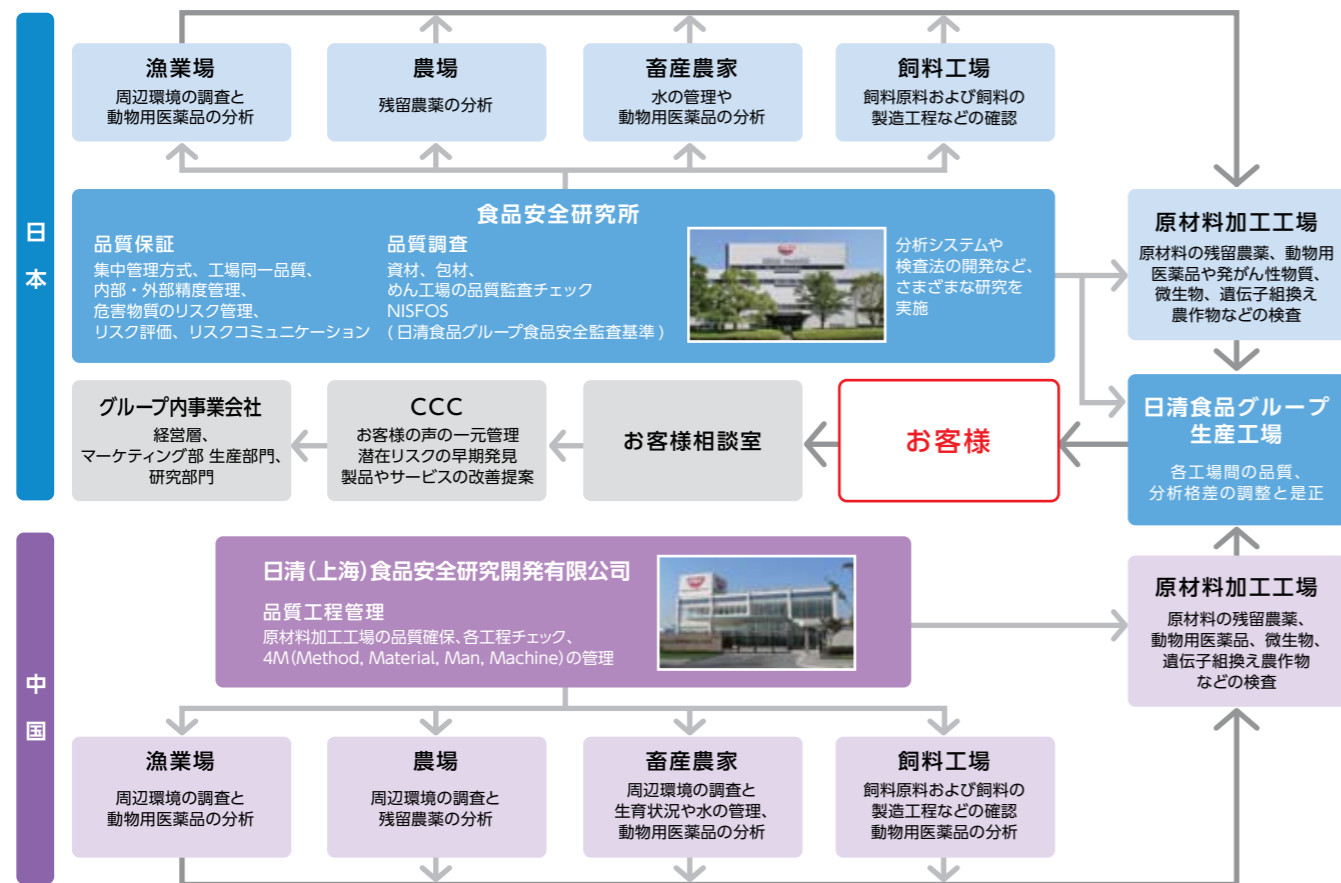 日本
漁業場
周辺環境の調査と
動物用医薬品の分析
農場
残留農薬の分析
畜産農家
水の管理や
動物用医薬品の分析
飼料工場
飼料原料および飼料の
製造工程などの確認
食品安全研究所
品質保証
集中管理方式、工場同一品質、
内部・外部精度管理、
危害物質のリスク管理、
リスク評価、リスクコミュニケーション
品質調査
資材、包材、
めん工場の品質監査チェック
NISFOS
(日清食品グループ食品安全監査基準)
分析システムや
検査法の開発など、
さまざまな研究を
実施
原材料加工工場
原材料の残留農薬、動物用
医薬品や発がん性物質、
微生物、遺伝子組換え
農作物などの検査
グループ内事業会社
経営層、
マーケティング部 生産部門、
研究部門
CCC
お客様の声の一元管理
潜在リスクの早期発見
製品やサービスの改善提案
お客様相談室
お客様
日清食品グループ
生産工場
各工場間の品質、
分析格差の調整と是正
中国
日清(上海)食品安全研究開発有限公司
品質工程管理
原材料加工工場の品質確保、各工程チェック、
4M(Method, Material, Man, Machine)の管理
原材料加工工場
原材料の残留農薬、
動物用医薬品、微生物、
遺伝子組換え農作物
などの検査
漁業場
周辺環境の調査と
動物用医薬品の分析
農場
周辺環境の調査と
残留農薬の分析
畜産農家
周辺環境の調査と
生育状況や水の管理、
動物用医薬品の分析
飼料工場
飼料原料および飼料の
製造工程などの確認
動物用医薬品の分析